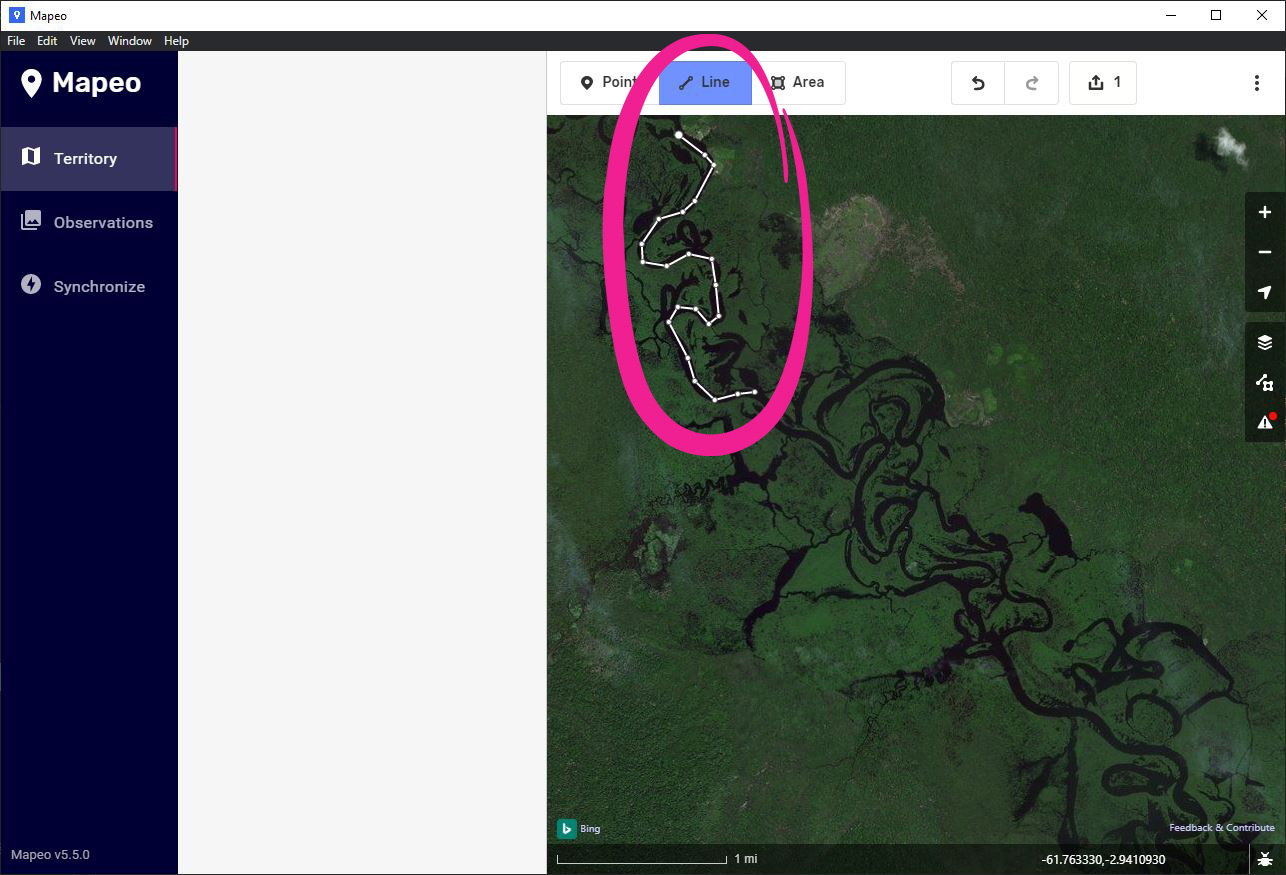 Mapeo
File Edit View Window Help
Mapeo
Point Line Area 1
Territory
Observations
Synchronize
Bing
Feedback & Contribute
Mapeo v5.5.0
1 mi
-61.763330,-2.9410930